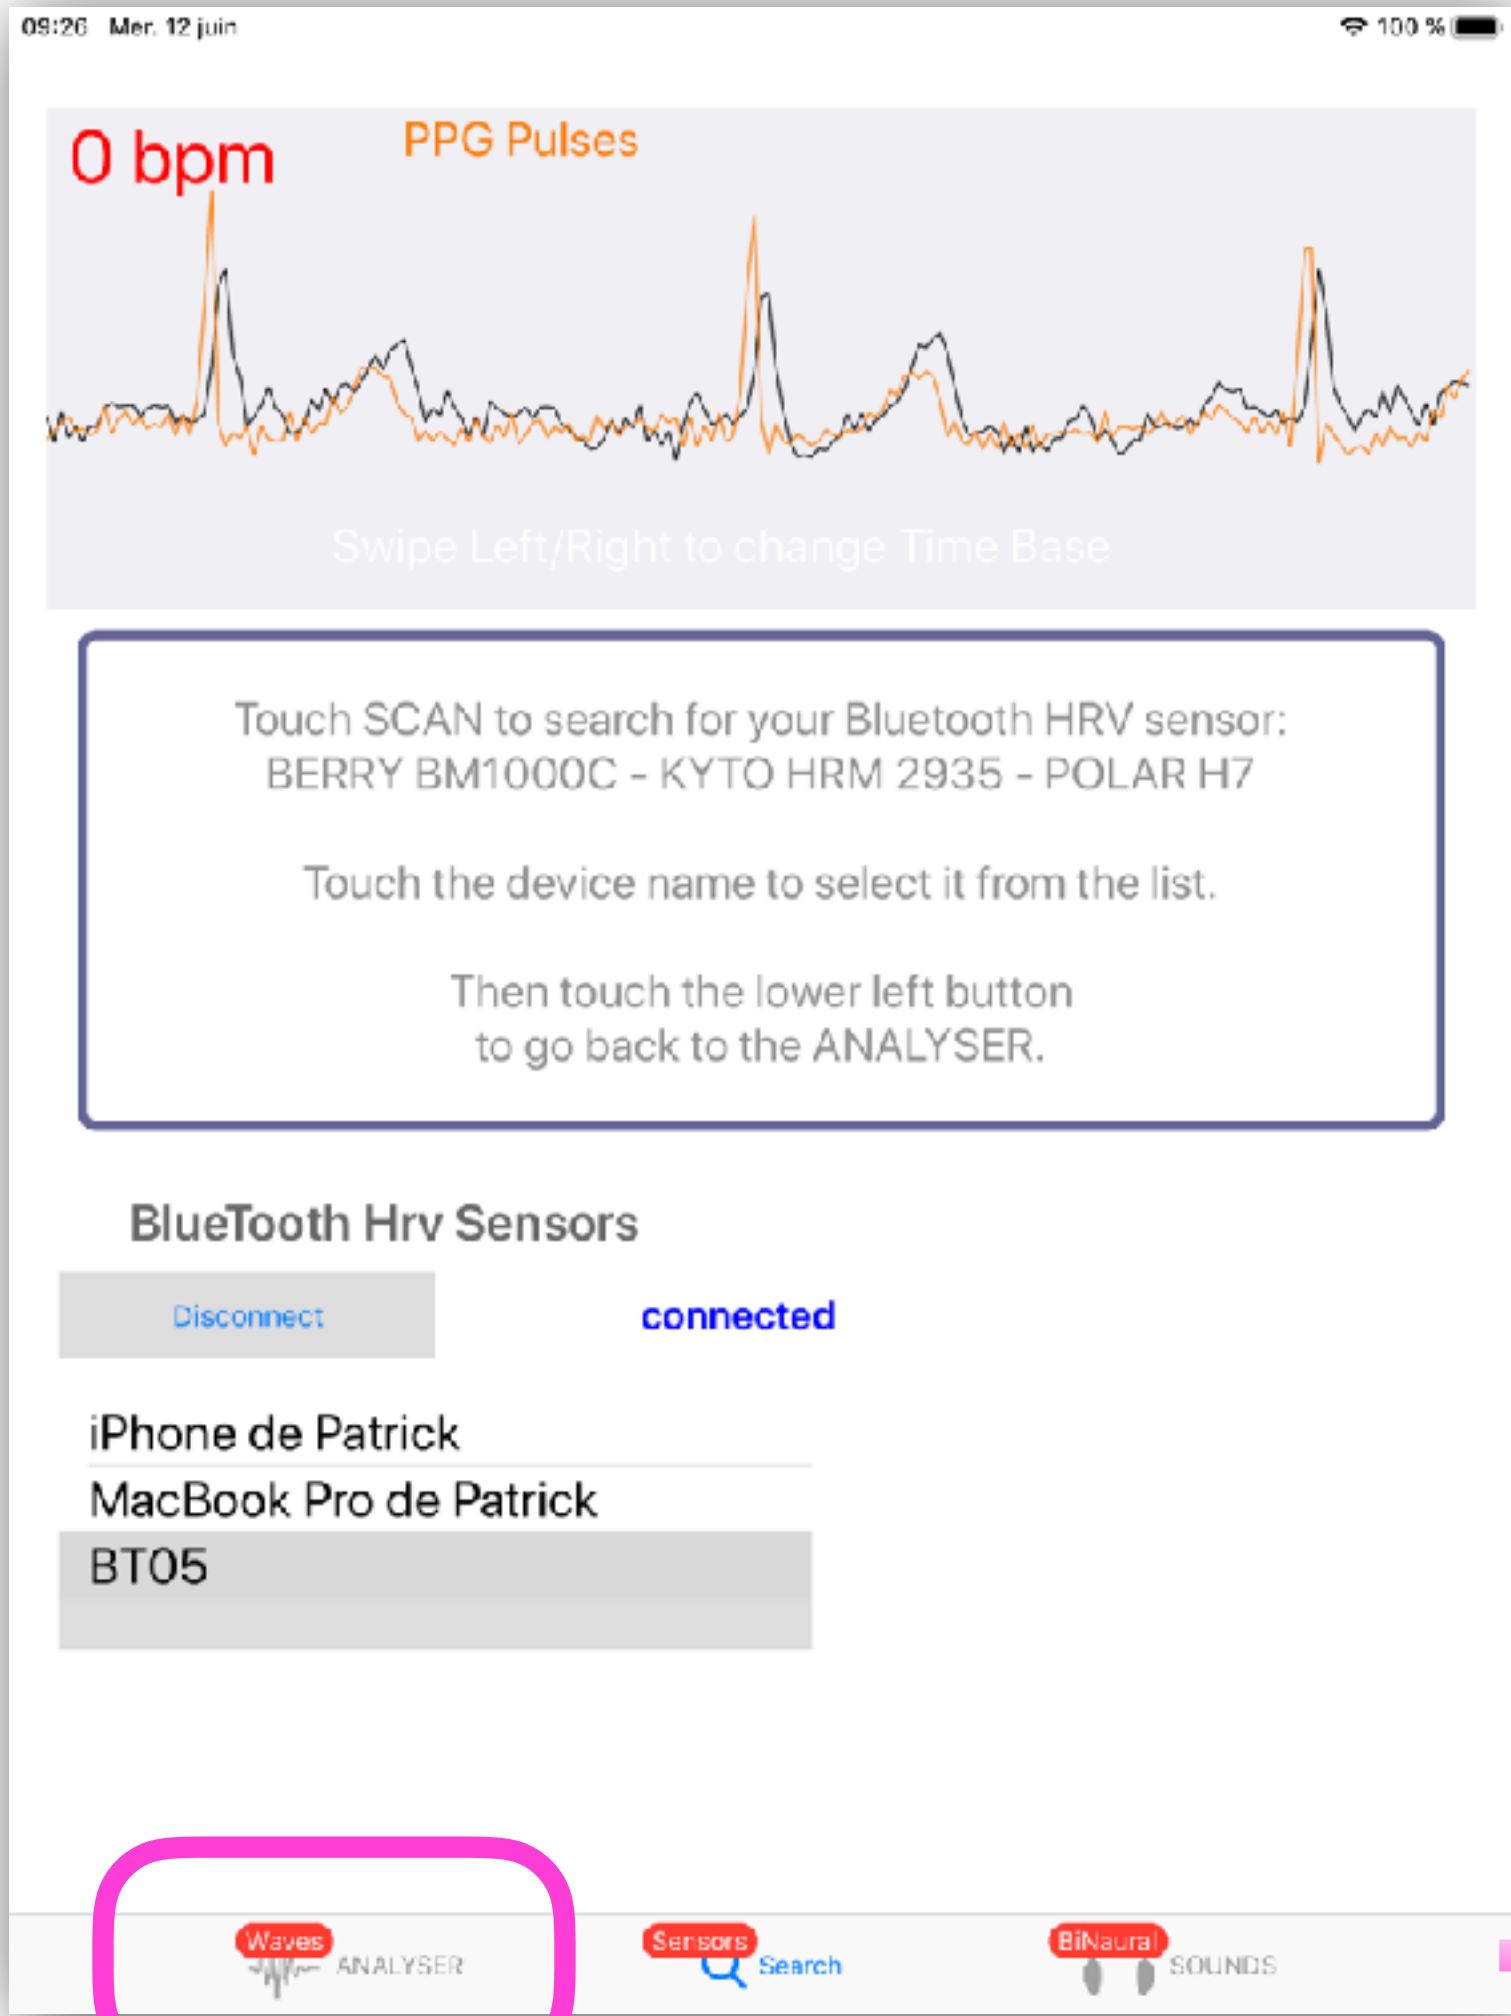 09:26 Mer. 12 juin 100 %
0 bpm
PPG Pulses
Swipe Left/Right to change Time Base
Touch SCAN to search for your Bluetooth HRV sensor:
BERRY BM1000C - KYTO HRM 2935 - POLAR H7
Touch the device name to select it from the list.
Then touch the lower left button
to go back to the ANALYSER.
BlueTooth Hrv Sensors
Disconnect
connected
iPhone de Patrick
MacBook Pro de Patrick
BT05
Waves ANALYSER
Sensors Search
BiNaural SOUNDS